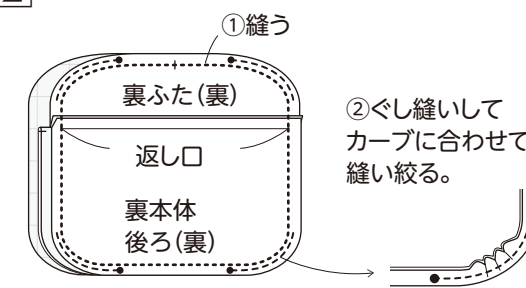 ①縫う
裏ふた(裏)
返し口
裏本体
後ろ(裏)
②ぐし縫いして
カーブに合わせて
縫い絞る。